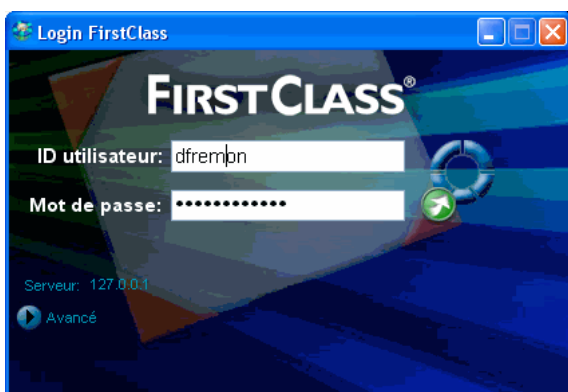 Login FirstClass
FIRSTCLASS®
ID utilisateur: dfremon
Mot de passe: ••••••••••••
Serveur: 127.0.0.1
Avancé